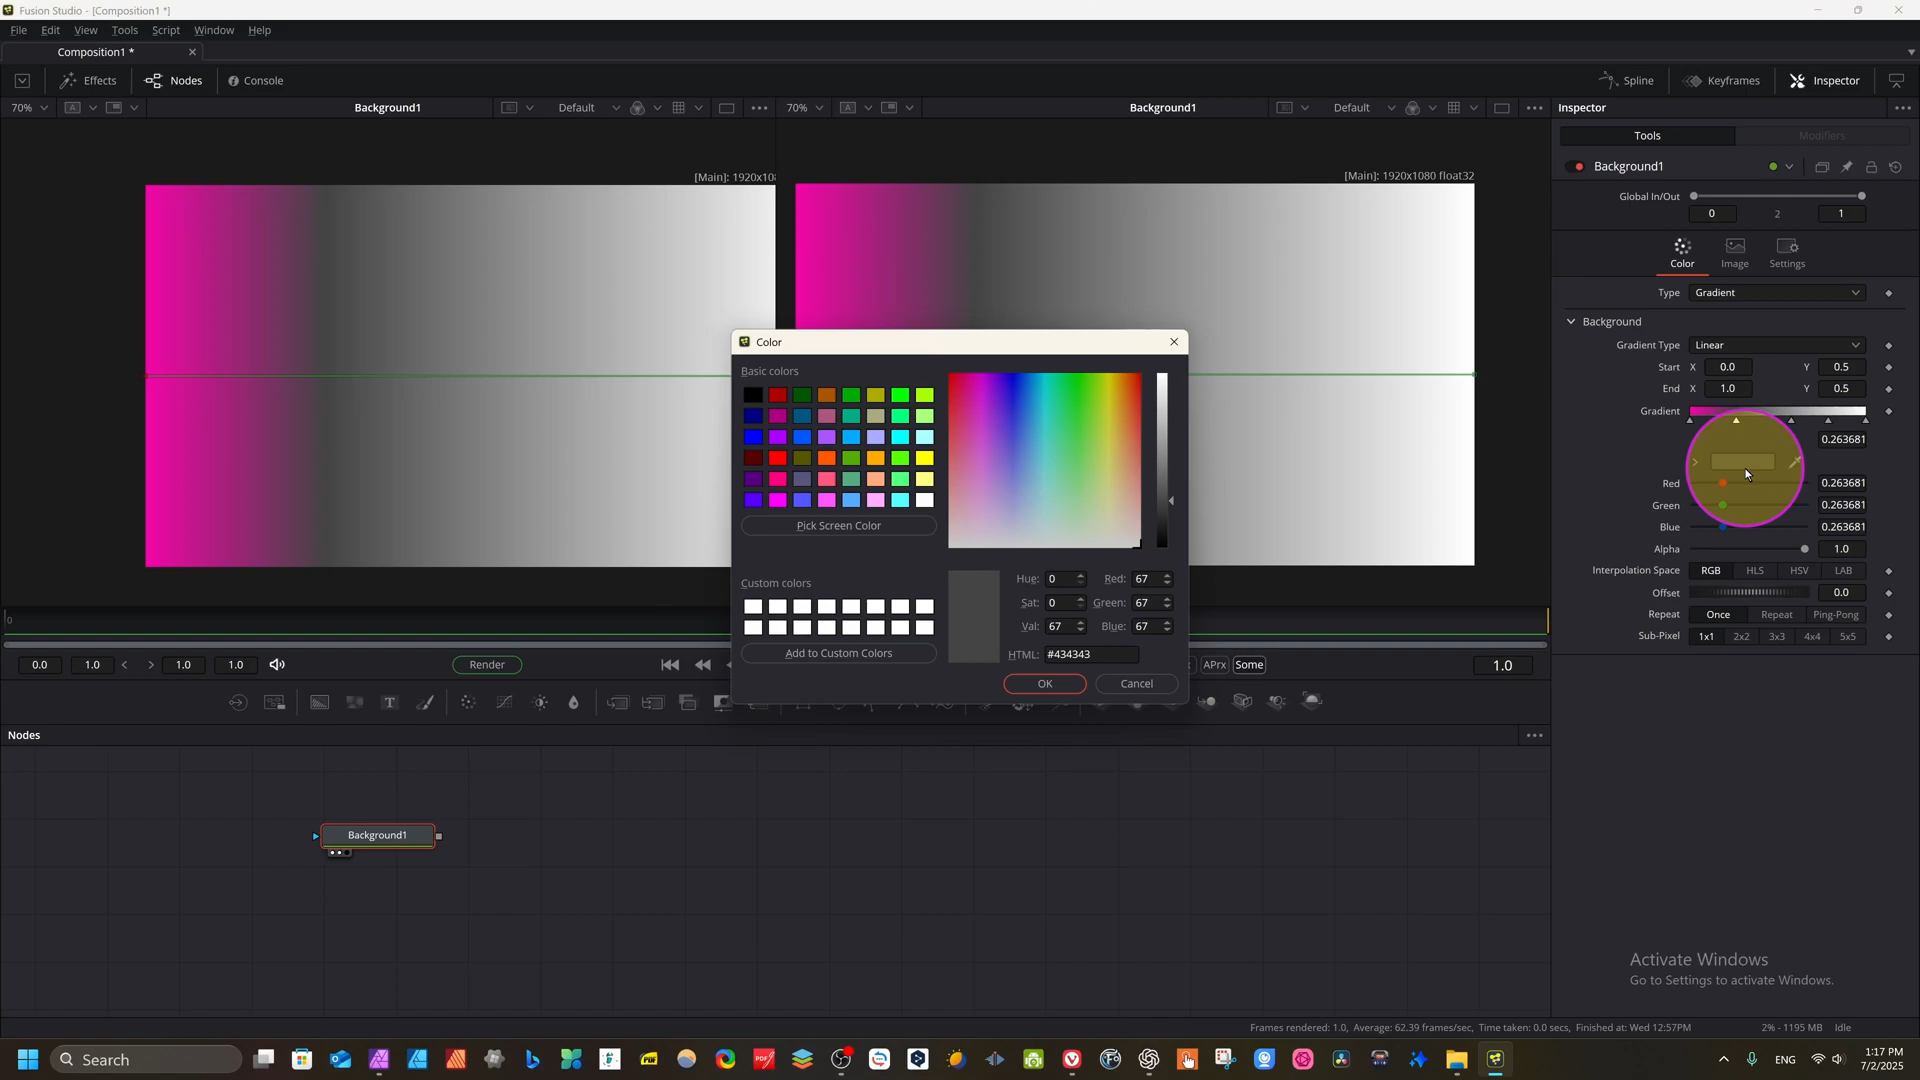 Fusion Studio - [Composition1 *]
File Edit View Tools Script Window Help
Composition1 *
Effects Nodes Console Spline Keyframes Inspector
70% A Background1 Default 70% A Background1 Default Inspector
Tools Modifiers
Background1
[Main]: 1920x108 [Main]: 1920x1080 float32
Global In/Out
0 2 1
Color Image Settings
Type Gradient
Background
Gradient Type Linear
Start X 0.0 Y 0.5
End X 1.0 Y 0.5
Gradient
0.263681
Red 0.263681
Green 0.263681
Blue 0.263681
Alpha 1.0
Interpolation Space RGB HLS HSV LAB
Offset 0.0
Repeat Once Repeat Ping-Pong
Sub-Pixel 1x1 2x2 3x3 4x4 5x5
Color
Basic colors
Pick Screen Color
Custom colors
Add to Custom Colors
Hue: 0 Red: 67
Sat: 0 Green: 67
Val: 67 Blue: 67
HTML: #434343
OK Cancel
0
0.0 1.0 1.0 1.0 Render APrx Some 1.0
T
Nodes
Background1
Activate Windows
Go to Settings to activate Windows.
Frames rendered: 1.0, Average: 62.39 frames/sec, Time taken: 0.0 secs, Finished at: Wed 12:57PM 2% - 1195 MB Idle
Search
PDF
ENG
1:17 PM
7/2/2025